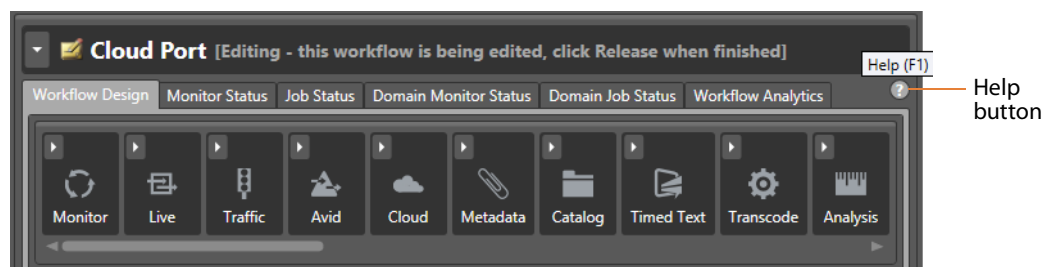 Cloud Port [Editing - this workflow is being edited, click Release when finished]
Help (F1)
Workflow Design Monitor Status Job Status Domain Monitor Status Domain Job Status Workflow Analytics ?
Help
button
Monitor Live Traffic Avid Cloud Metadata Catalog Timed Text Transcode Analysis